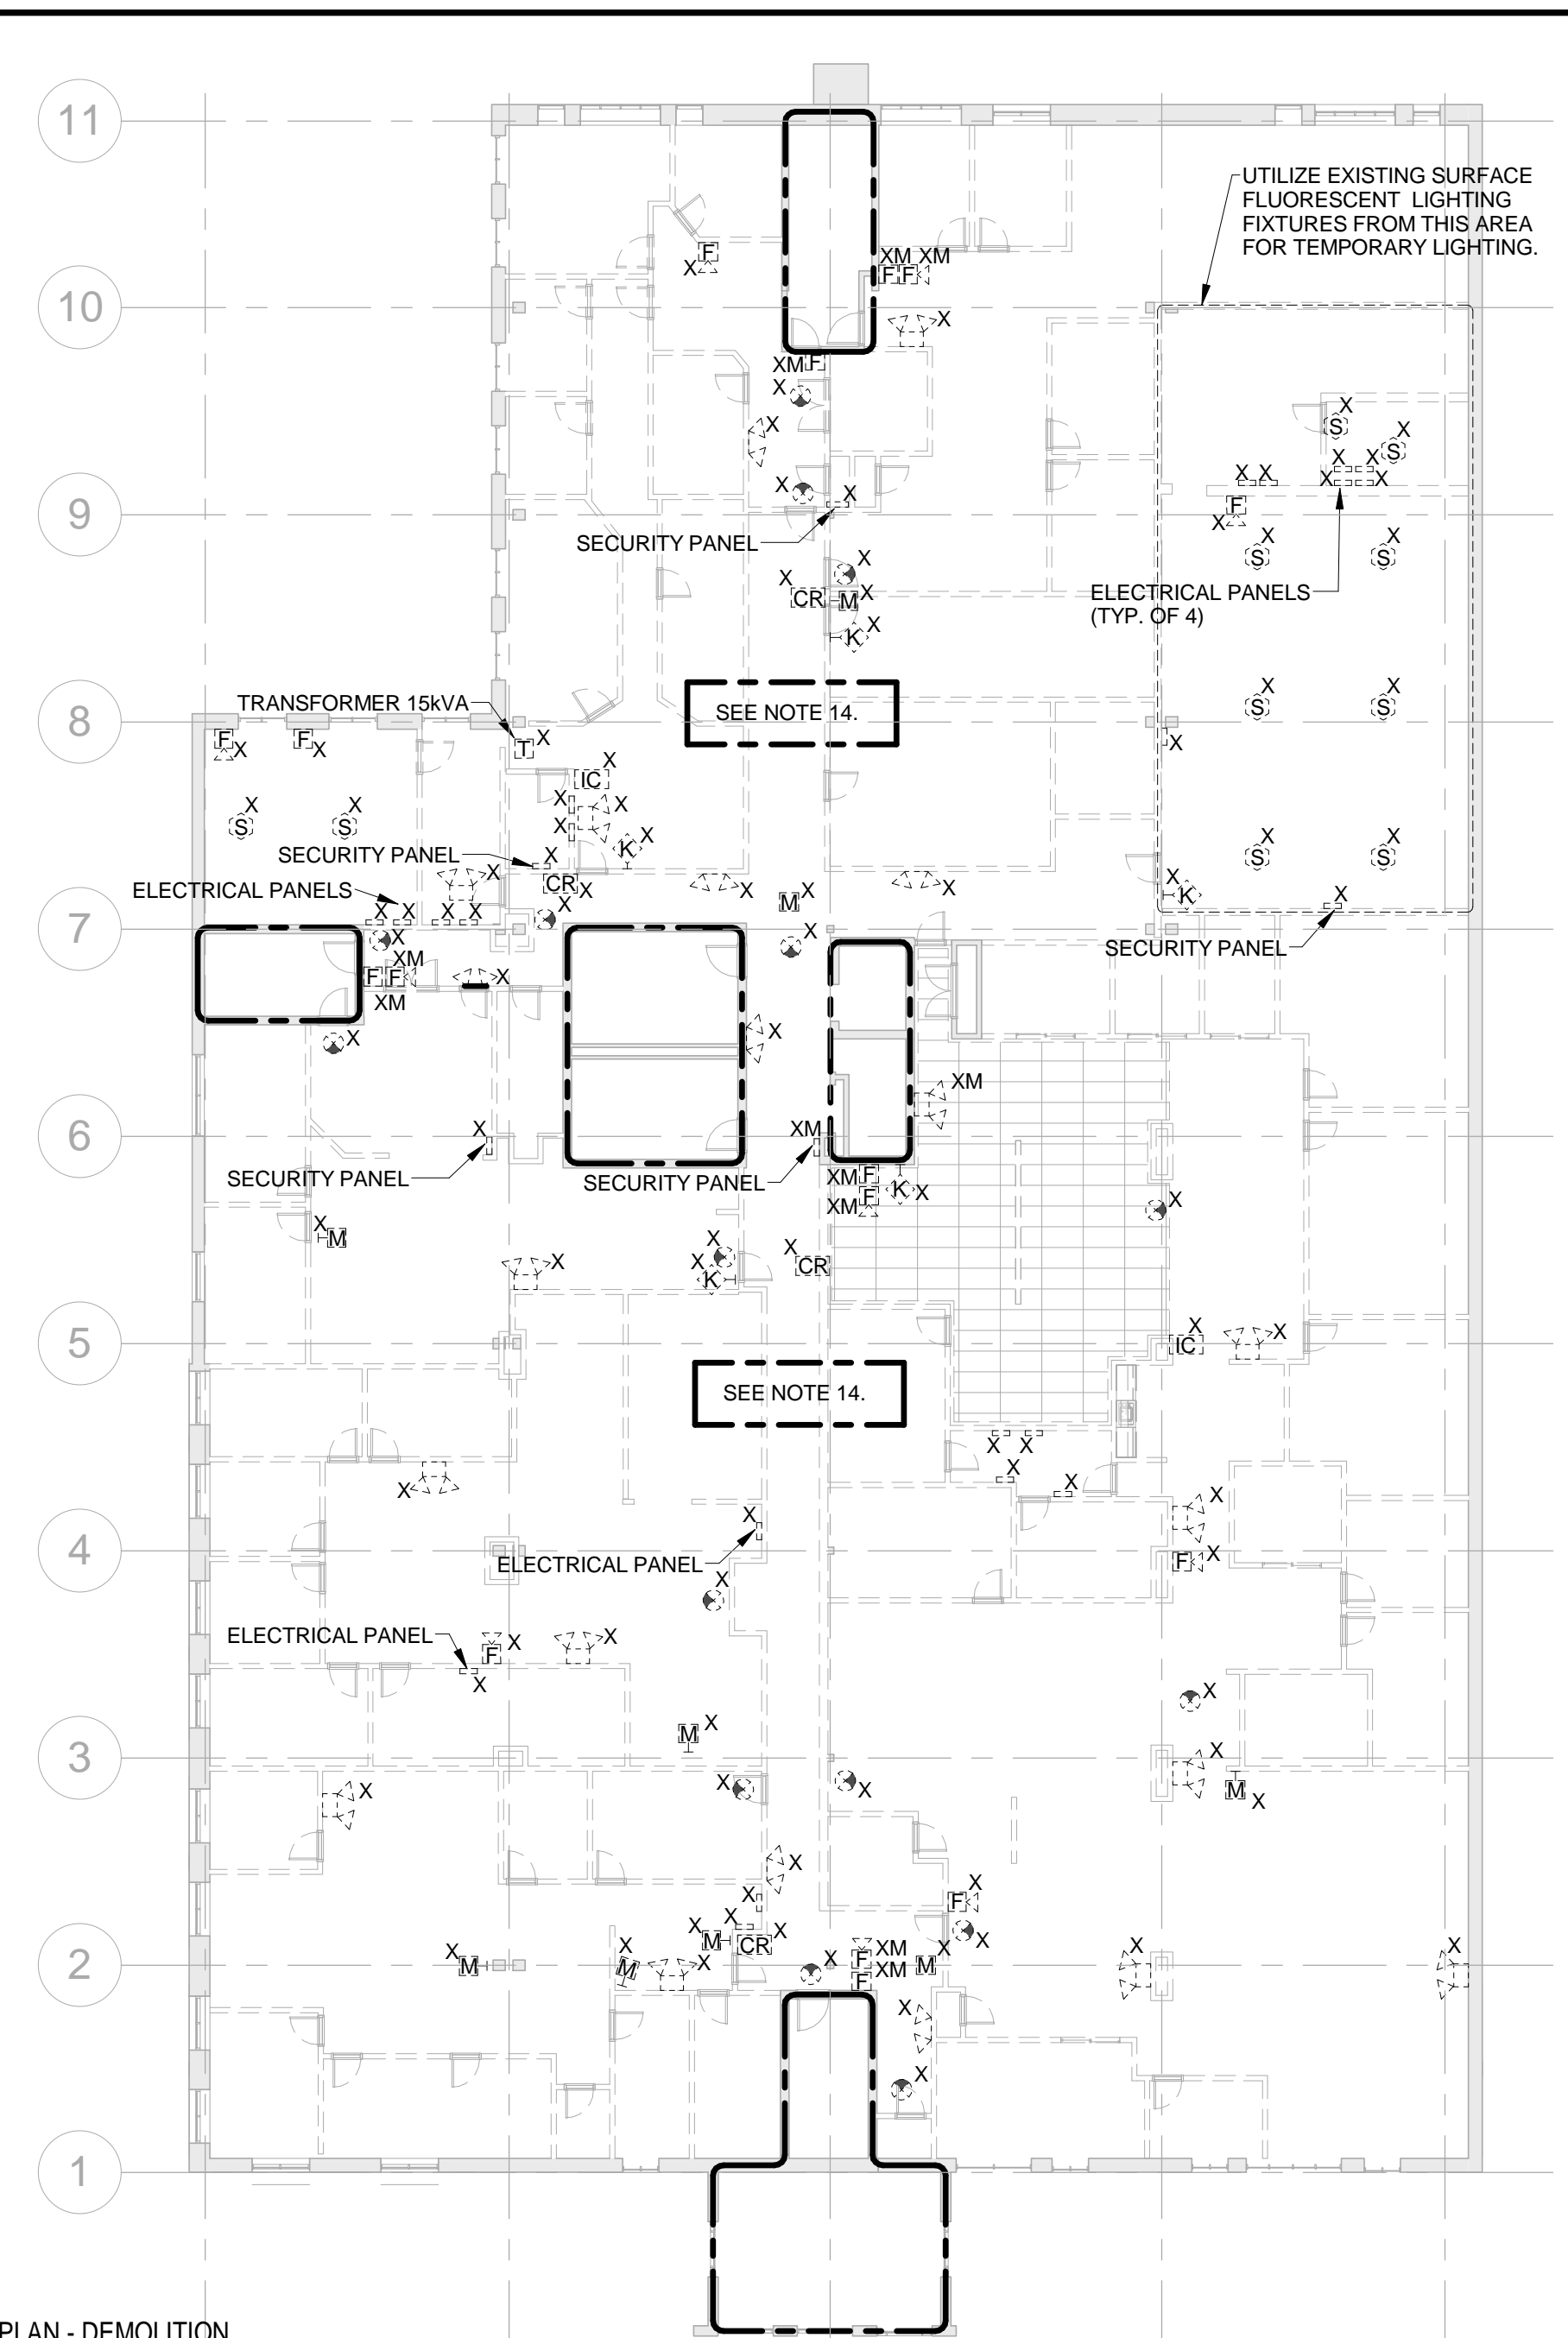 11
UTILIZE EXISTING SURFACE
FLUORESCENT LIGHTING
FIXTURES FROM THIS AREA
FOR TEMPORARY LIGHTING.
F
X
XM XM
F F
10
X
XM F
X
X
X
S
X
S
X
X X
X X
X X
X
X
F
X
9
SECURITY PANEL
X
S
X
S
X
X
CR
M X
K X
ELECTRICAL PANELS
(TYP. OF 4)
TRANSFORMER 15kVA
8
SEE NOTE 14.
X
S
X
S
T X
F X
F X
X
X
IC
X
X
X
X
S
X
S
K X
X
S
X
S
SECURITY PANEL
X
X
ELECTRICAL PANELS
CR X
X
M X
X
X
K
X
X X X X
X
7
X
X
SECURITY PANEL
XM
F F
XM
X
X
X
XM
6
X
XM
SECURITY PANEL
SECURITY PANEL
XM F
XM F
K X
X
X
M
X
X
K
X
X
CR
X
5
X
IC
X
SEE NOTE 14.
X X
X
X
X
X
4
X
F X
ELECTRICAL PANEL
X
ELECTRICAL PANEL
F X
X
X
X
M X
3
X
X
X
X
M
X
X
X
X
F
X
X
X
M
X
CR
X
2
X
M
X
M
X
X
F XM
F XM
X
M
X
X
X
X
1
PLAN - DEMOLITION